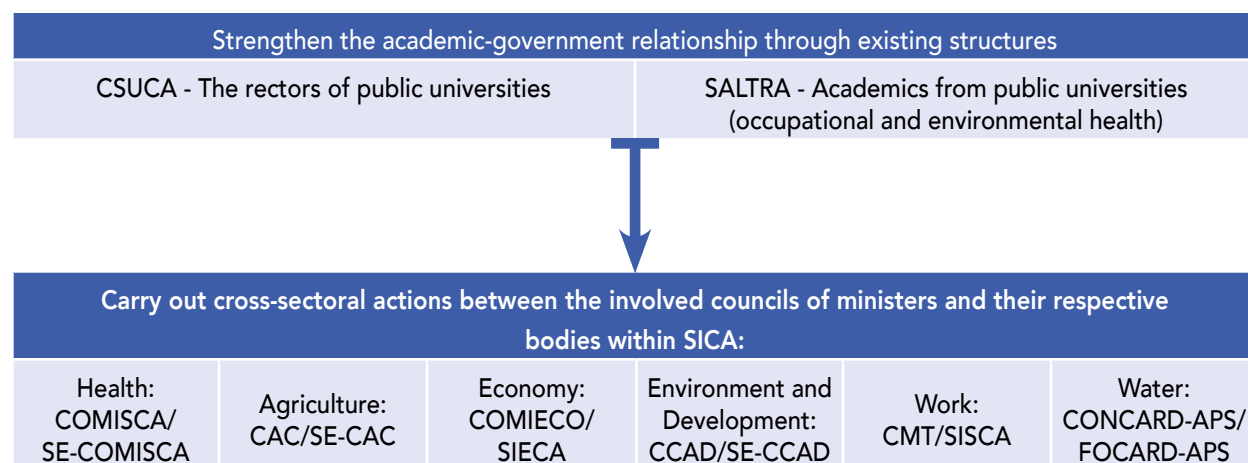 Strengthen the academic-government relationship through existing structures
CSUCA - The rectors of public universities
SALTRA - Academics from public universities
(occupational and environmental health)
Carry out cross-sectoral actions between the involved councils of ministers and their respective
bodies within SICA:
Health:
COMISCA/
SE-COMISCA
Agriculture:
CAC/SE-CAC
Economy:
COMIECO/
SIECA
Environment and
Development:
CCAD/SE-CCAD
Work:
CMT/SISCA
Water:
CONCARD-APS/
FOCARD-APS